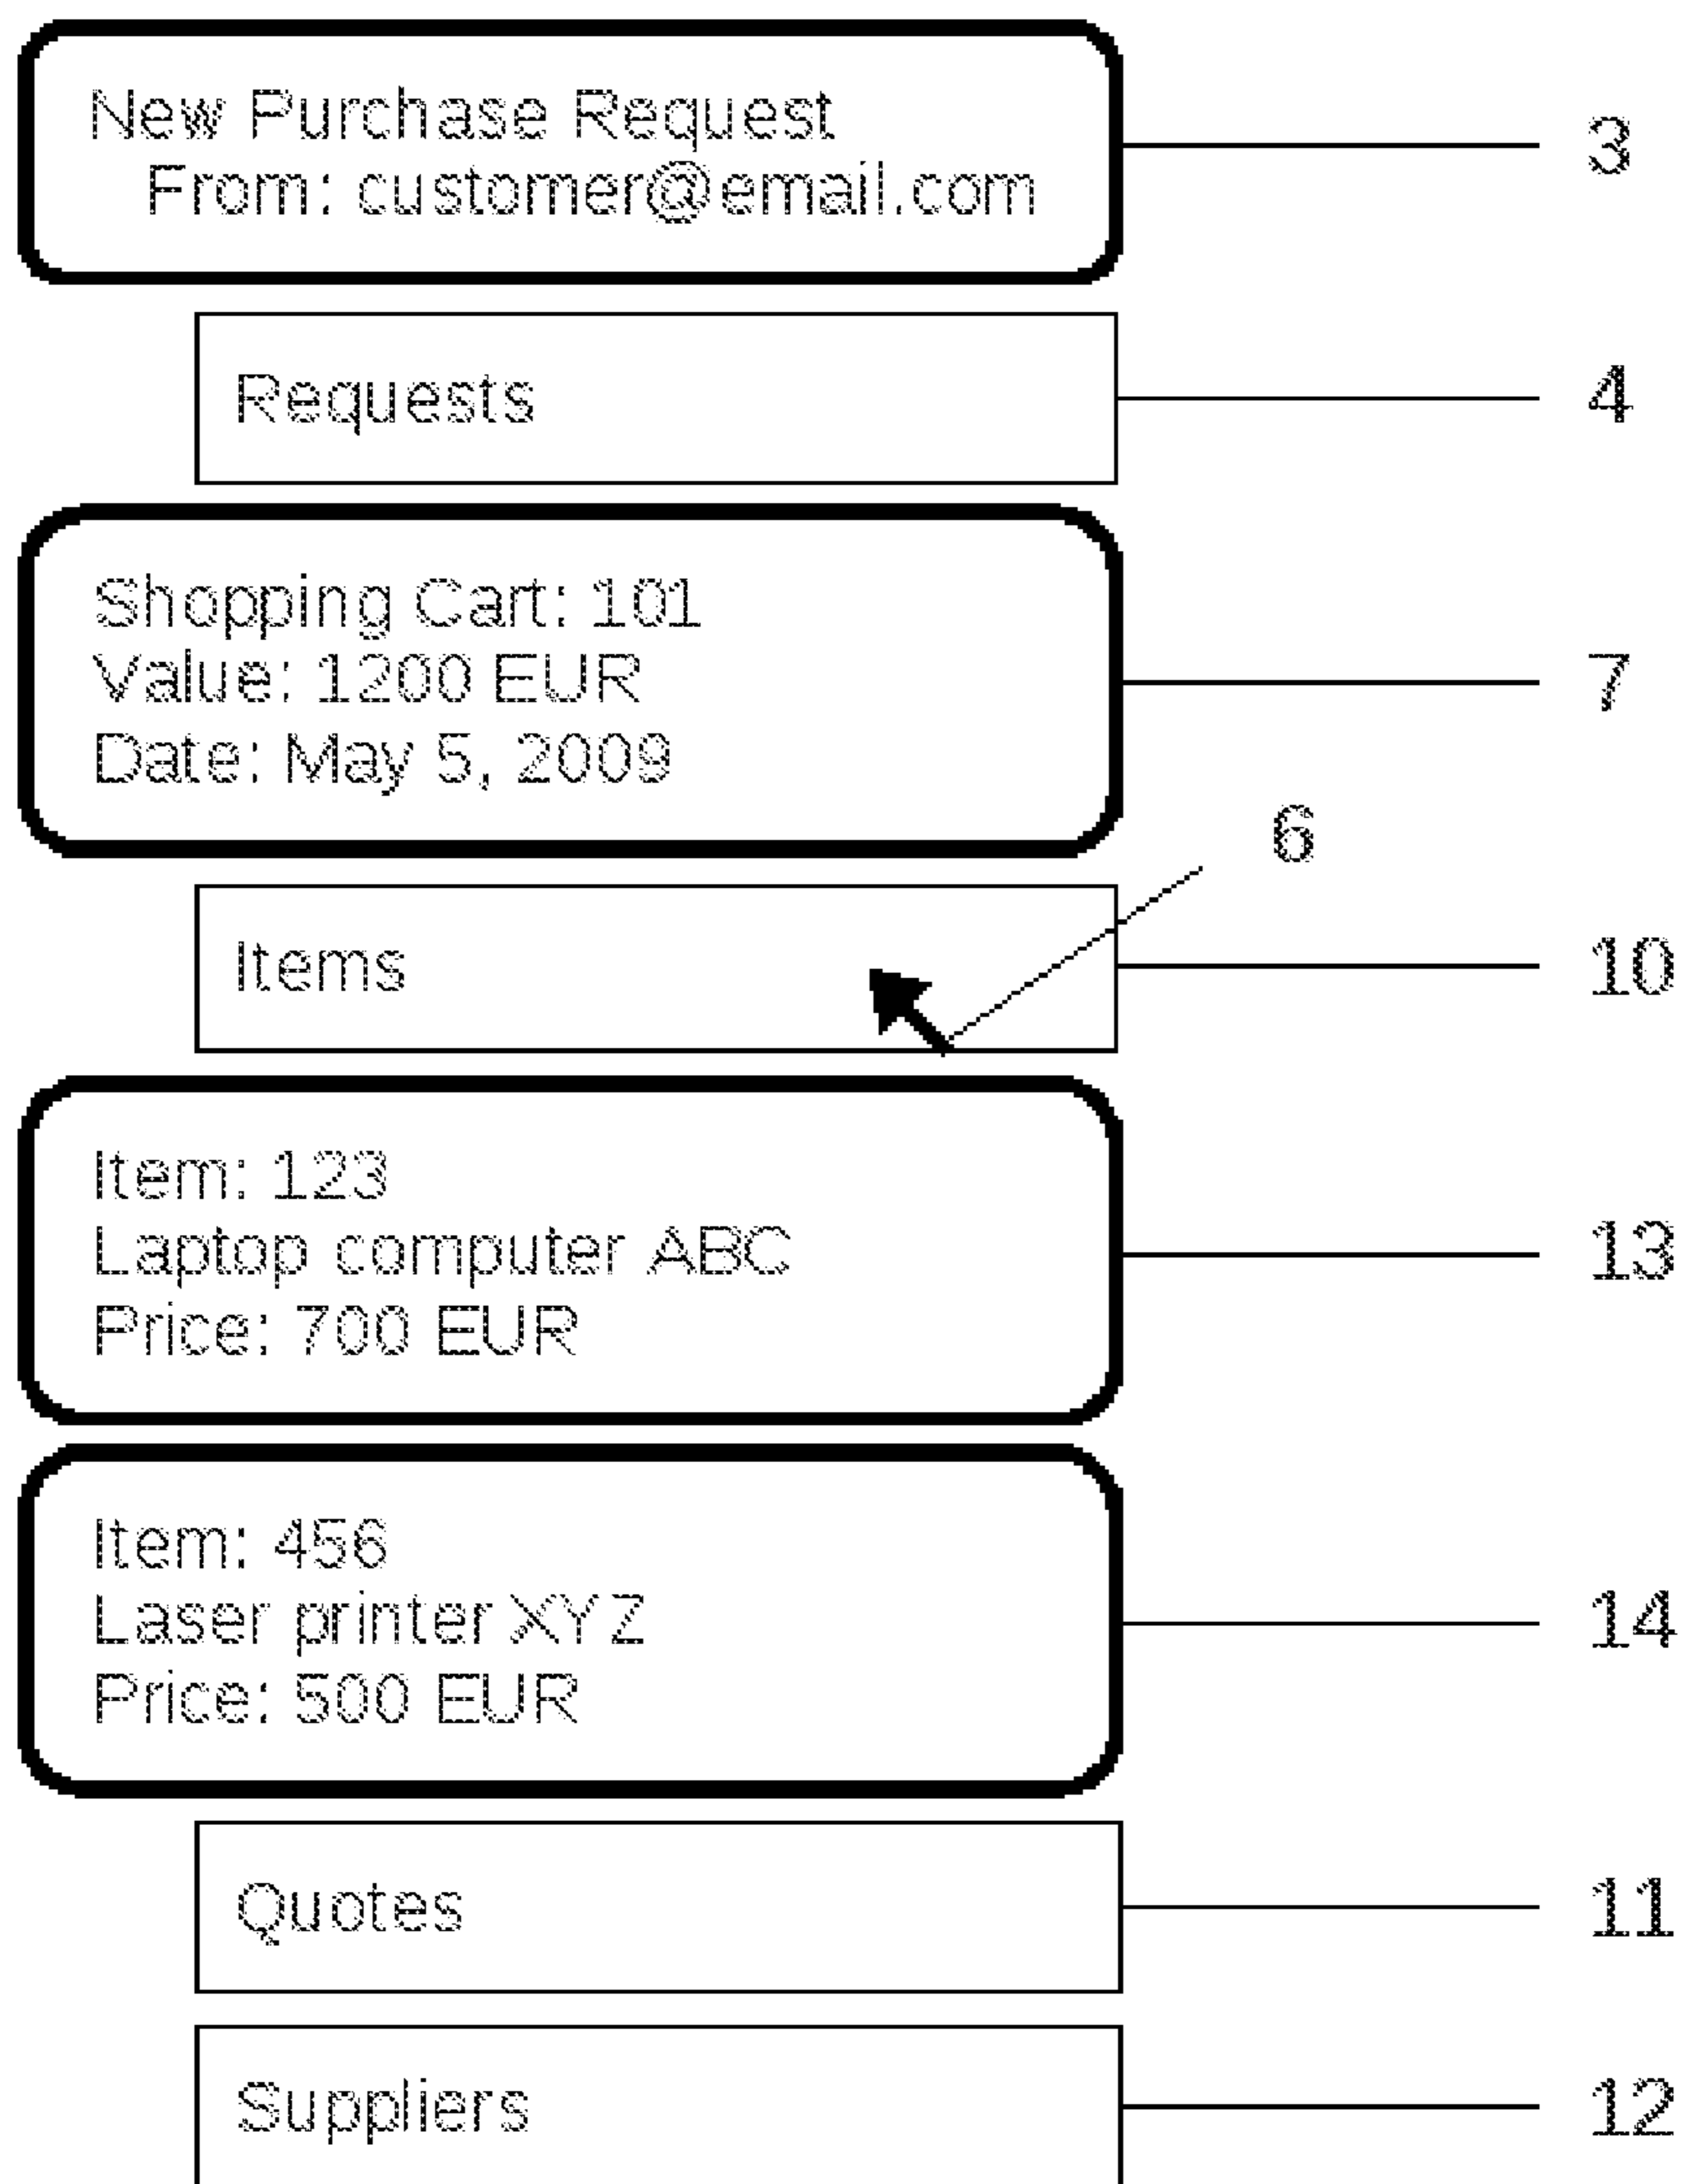 New Purchase Request
From: customer@email.com
3
Requests
4
Shopping Cart: 101
Value: 1200 EUR
Date: May 5, 2009
7
6
Items
10
Item: 123
Laptop computer ABC
Price: 700 EUR
13
Item: 456
Laser printer XYZ
Price: 500 EUR
14
Quotes
11
Suppliers
12